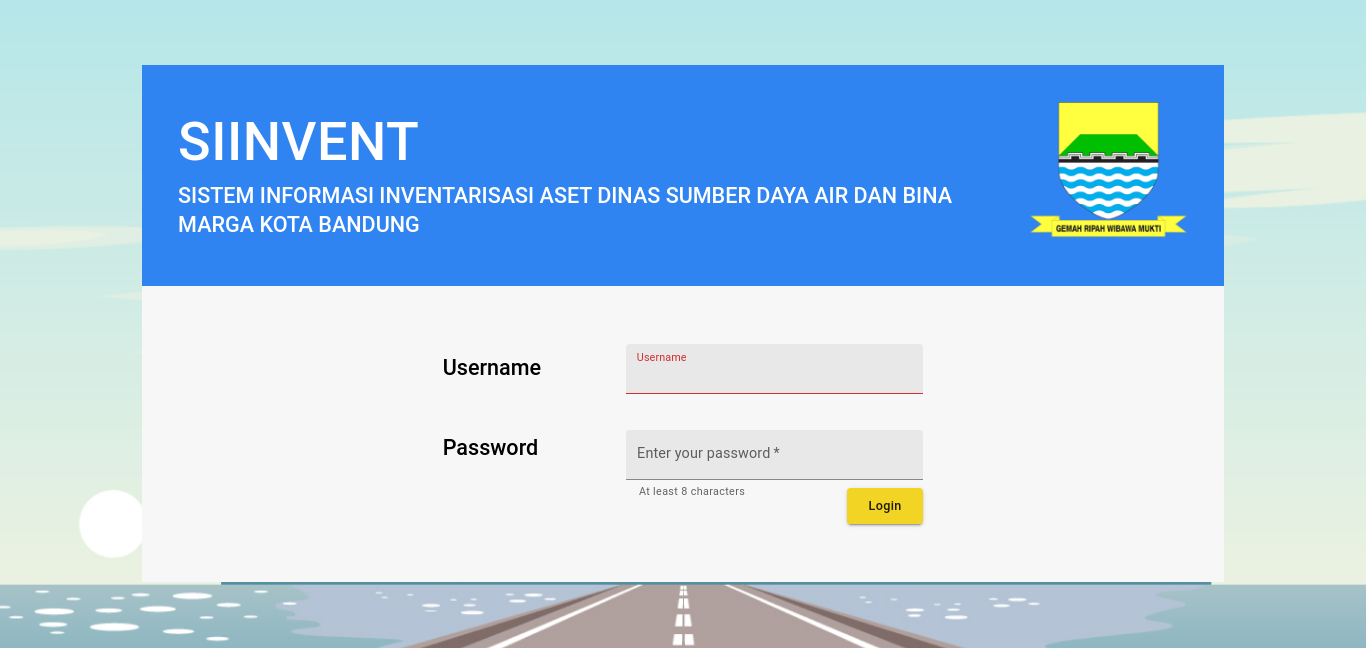 SIINVENT
SISTEM INFORMASI INVENTARISASI ASET DINAS SUMBER DAYA AIR DAN BINA
MARGA KOTA BANDUNG
GEMAH RIPAH WIBAWA MUKTI
Username
Username
Password
Enter your password *
At least 8 characters
Login